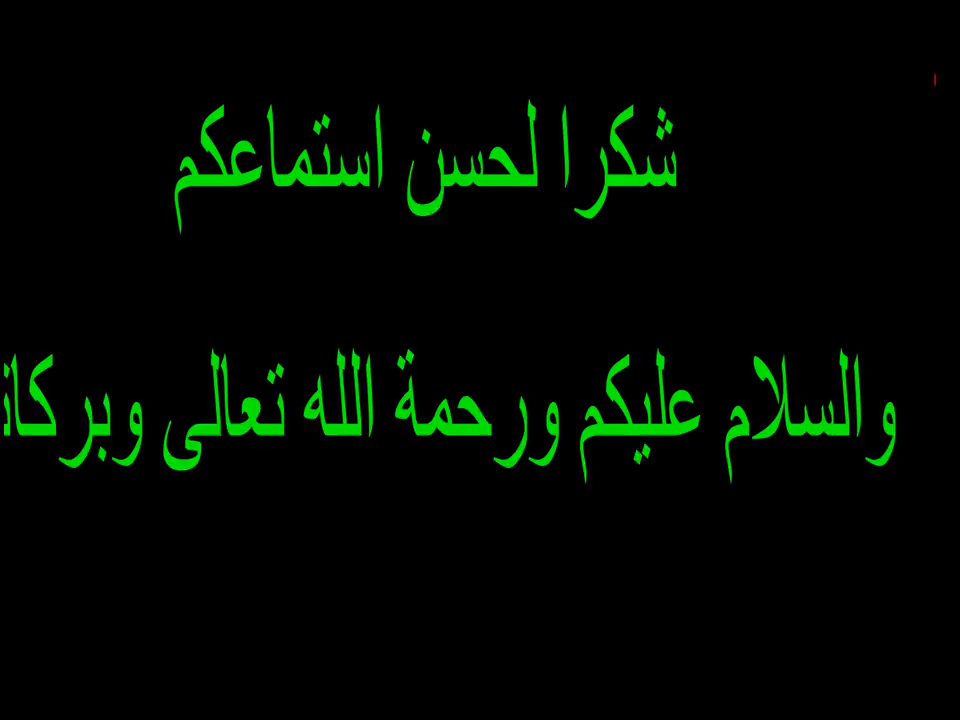 شكرا لحسن استماعكم
والسلام عليكم ورحمة الله تعالى